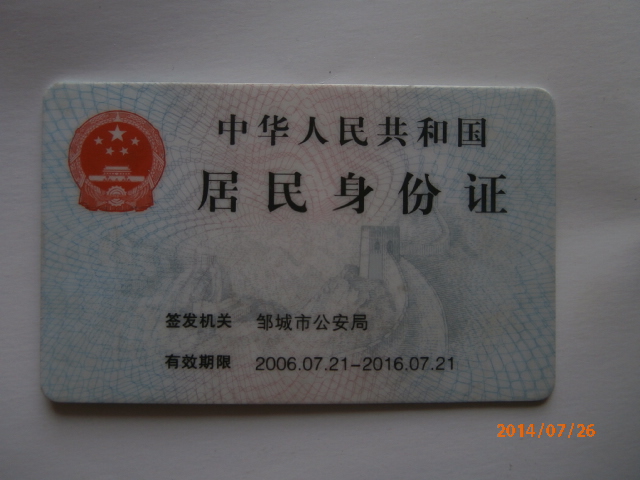 中华人民共和国
居民身份证
签发机关 邹城市公安局
有效期限 2006.07.21-2016.07.21
2014/07/26